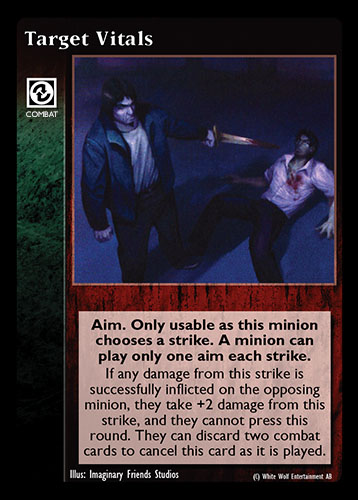 Target Vitals
COMBAT
Aim. Only usable as this minion
chooses a strike. A minion can
play only one aim each strike.
If any damage from this strike is
successfully inflicted on the opposing
minion, they take +2 damage from this
strike, and they cannot press this
round. They can discard two combat
cards to cancel this card as it is played.
Illus: Imaginary Friends Studios
(C) White Wolf Entertainment AB